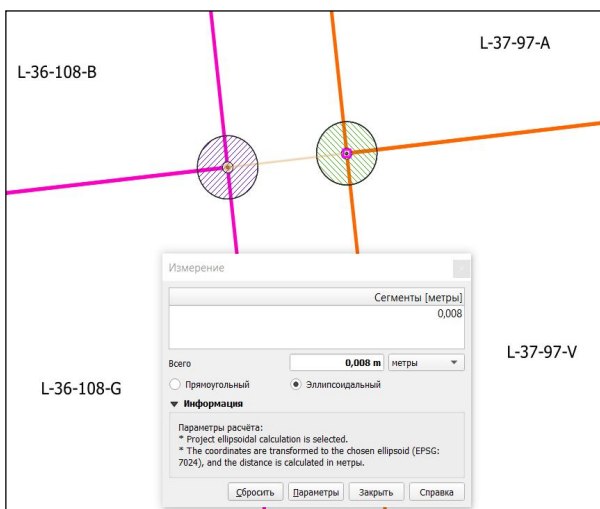 L-37-97-A
L-36-108-B
Измерение
Сегменты [метры]
0,008
Всего 0,008 m метры
Прямоугольный Эллипсоидальный
Информация
Параметры расчёта:
* Project ellipsoidal calculation is selected.
* The coordinates are transformed to the chosen ellipsoid (EPSG:
7024), and the distance is calculated in метры.
Сбросить Параметры Закрыть Справка
L-37-97-V
L-36-108-G